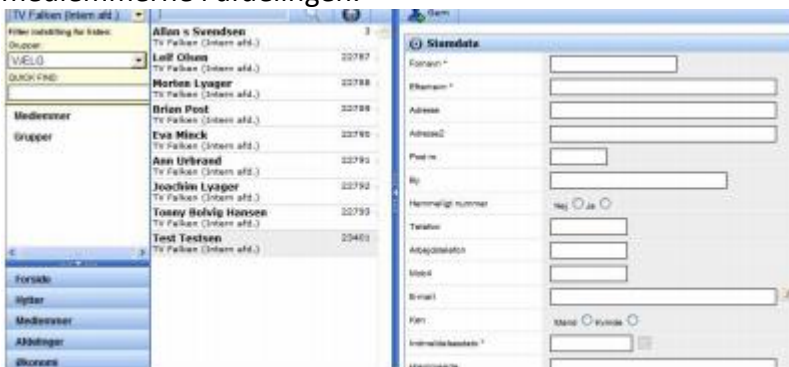 medlemmerne i afdelingen.
TV Falken (Intern afd.)
Filter indstilling for listen:
Grupper:
VÆLG
QUICK FIND:
Medlemmer
Grupper
Forside
Nytter
Medlemmer
Afdelinger
Økonomi
Allan s Svendsen 3
TV Falken (Intern afd.)
Leif Olsen 22787
TV Falken (Intern afd.)
Morten Lyager 22788
TV Falken (Intern afd.)
Brian Post 22789
TV Falken (Intern afd.)
Eva Minck 22790
TV Falken (Intern afd.)
Ann Urbrand 22791
TV Falken (Intern afd.)
Joachim Lyager 22792
TV Falken (Intern afd.)
Tonny Bolvig Hansen 22793
TV Falken (Intern afd.)
Test Testsen 23401
TV Falken (Intern afd.)
Gem
Stamdata
Fornavn *
Efternavn *
Adresse
Adresse2
Post nr.
By
Hemmeligt nummer Nej Ja
Telefon
Arbejdstelefon
Mobil
E-mail
Køn Mand Kvinde
Indmeldelsesdato *